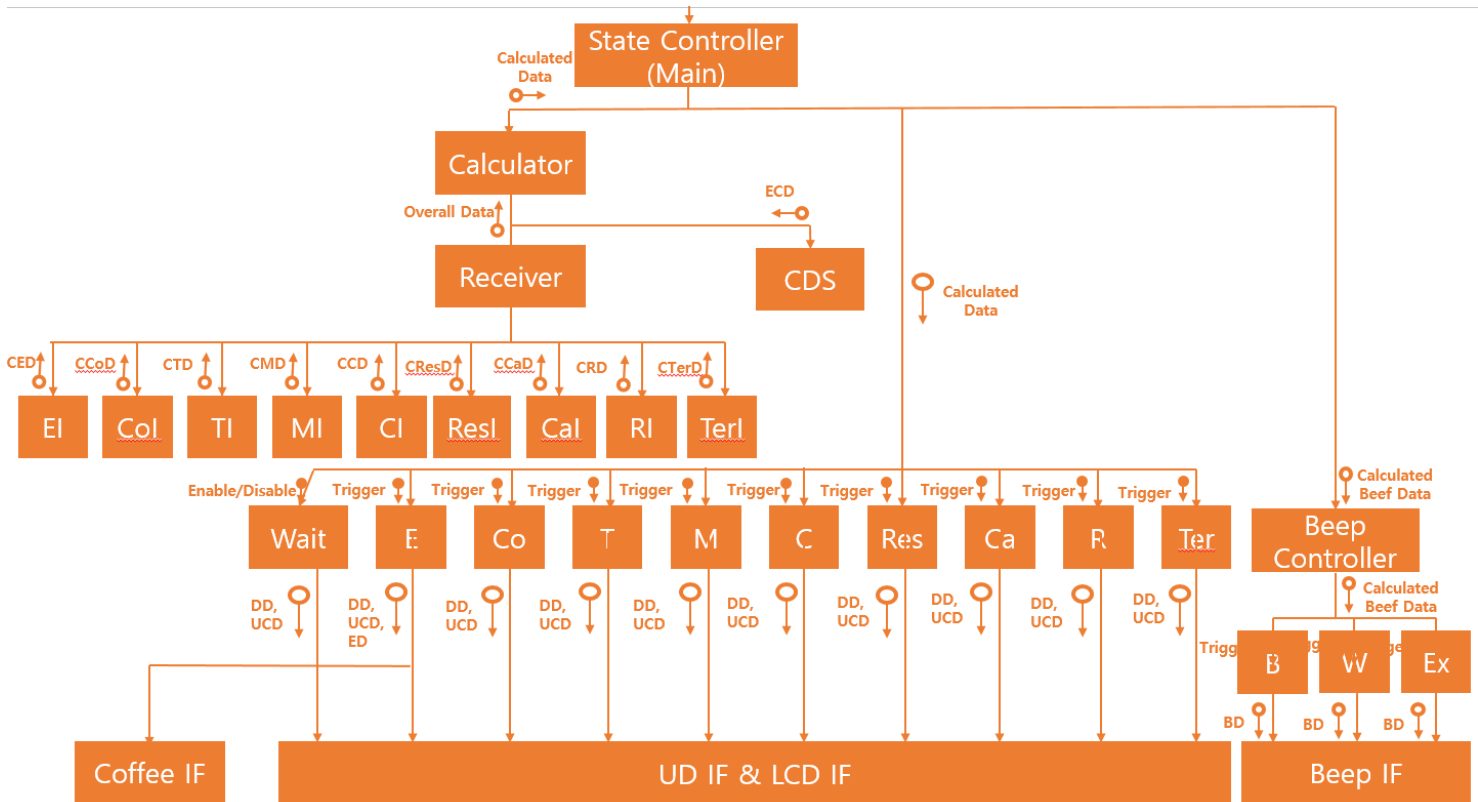 State Controller
(Main)
Calculated
Data
Calculator
ECD
Overall Data
Receiver
CDS
Calculated
Data
CED
CCoD
CTD
CMD
CCD
CResD
CCaD
CRD
CTerD
EI
CoI
TI
MI
CI
ResI
CaI
RI
TerI
Enable/Disable
Trigger
Trigger
Trigger
Trigger
Trigger
Trigger
Trigger
Trigger
Trigger
Calculated
Beef Data
Wait
E
Co
T
M
C
Res
Ca
R
Ter
Beep
Controller
DD,
UCD
DD,
UCD,
ED
DD,
UCD
DD,
UCD
DD,
UCD
DD,
UCD
DD,
UCD
DD,
UCD
DD,
UCD
DD,
UCD
Calculated
Beef Data
B
W
Ex
BD
BD
BD
Coffee IF
UD IF & LCD IF
Beep IF